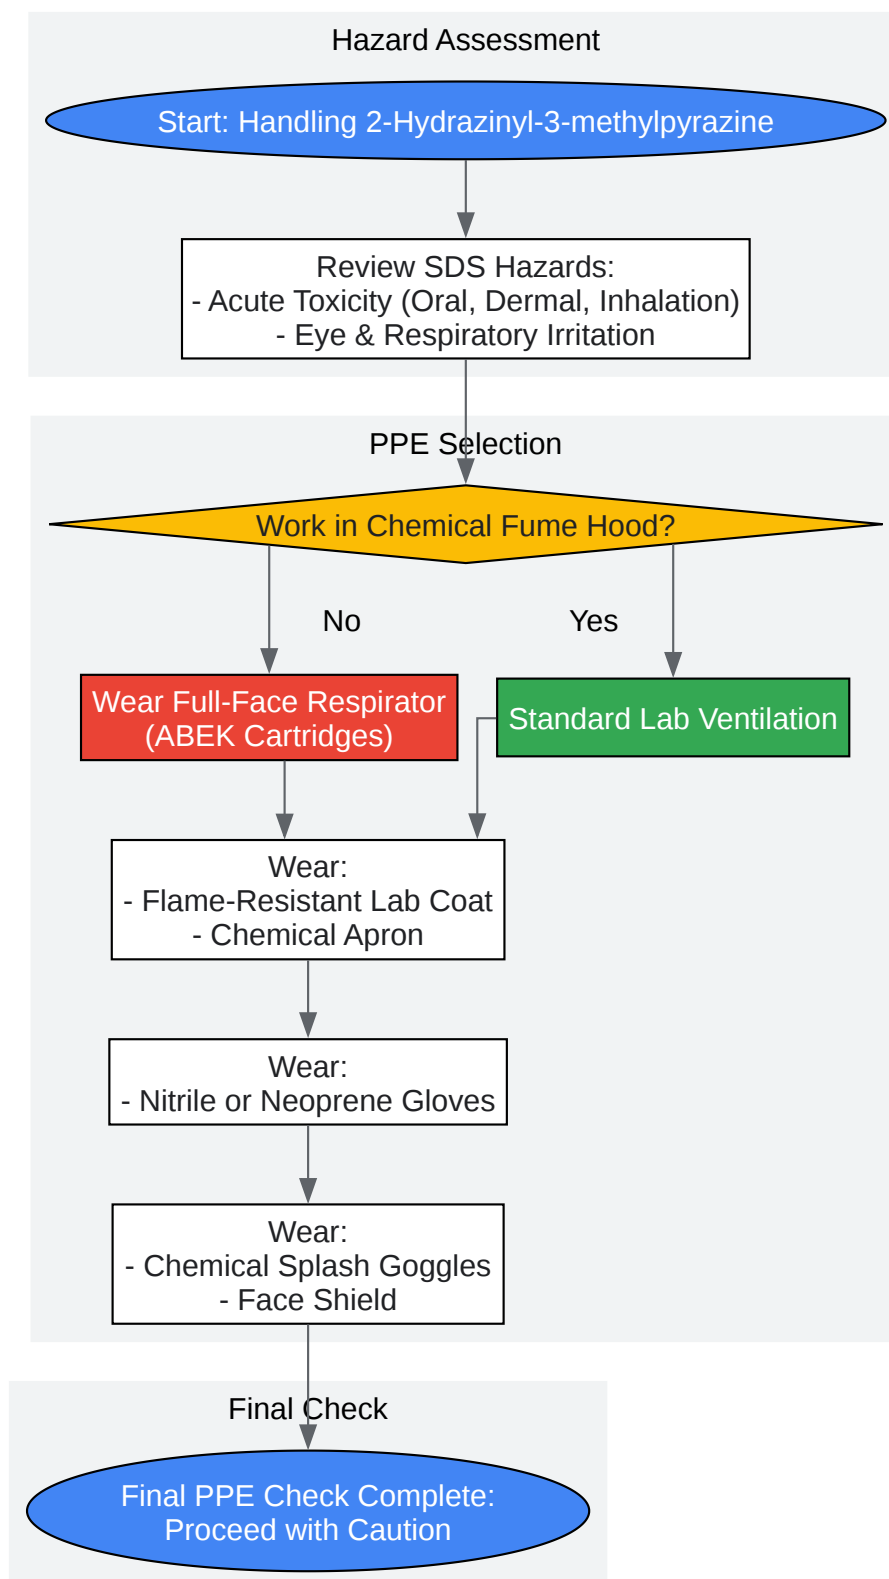 Hazard Assessment
Start: Handling 2-Hydrazinyl-3-methylpyrazine
Review SDS Hazards:
- Acute Toxicity (Oral, Dermal, Inhalation)
- Eye & Respiratory Irritation
PPE Selection
Work in Chemical Fume Hood?
No
Yes
Wear Full-Face Respirator
(ABEK Cartridges)
Standard Lab Ventilation
Wear:
- Flame-Resistant Lab Coat
- Chemical Apron
Wear:
- Nitrile or Neoprene Gloves
Wear:
- Chemical Splash Goggles
- Face Shield
Final Check
Final PPE Check Complete:
Proceed with Caution